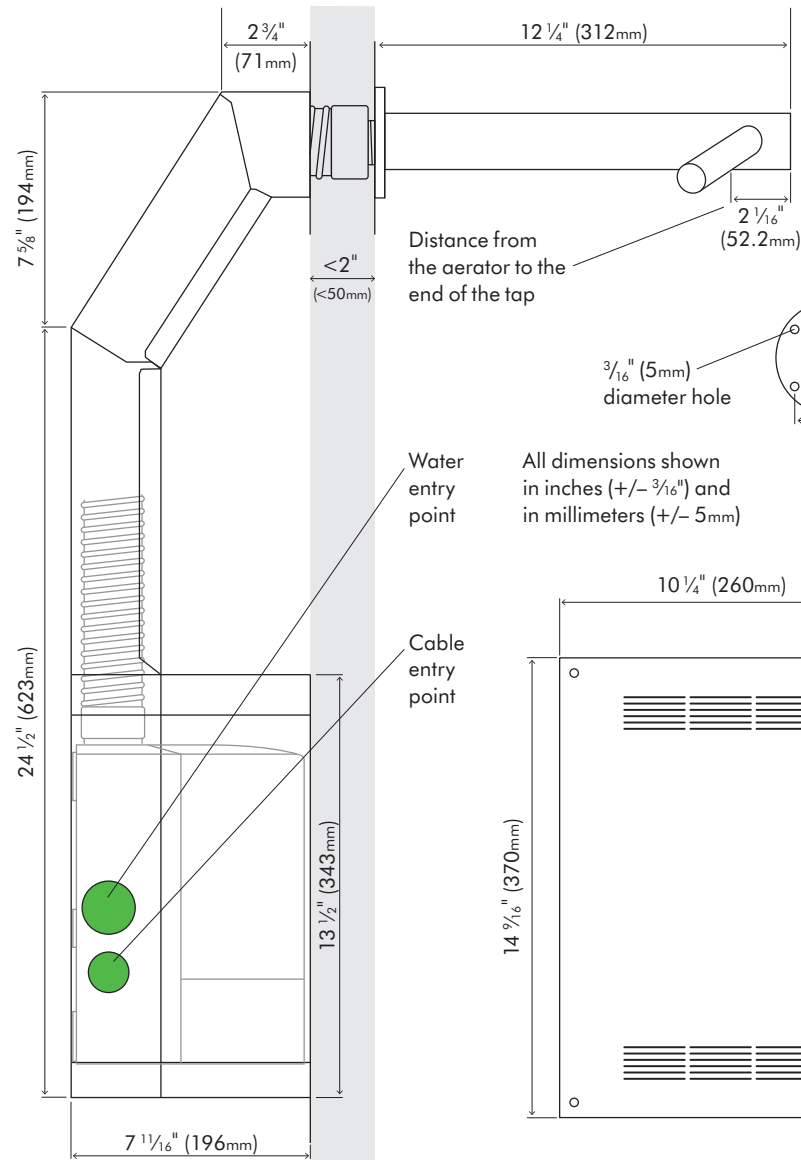 2 ¾"
(71mm)
12 ¼" (312mm)
7 ⅝" (194mm)
2 1/16"
(52.2mm)
Distance from
the aerator to the
end of the tap
<2"
(<50mm)
3/16" (5mm)
diameter hole
Water
entry
point
All dimensions shown
in inches (+/– 3/16") and
in millimeters (+/– 5mm)
10 ¼" (260mm)
Cable
entry
point
24 ½" (623mm)
13 ½" (343mm)
14 9/16" (370mm)
7 11/16" (196mm)